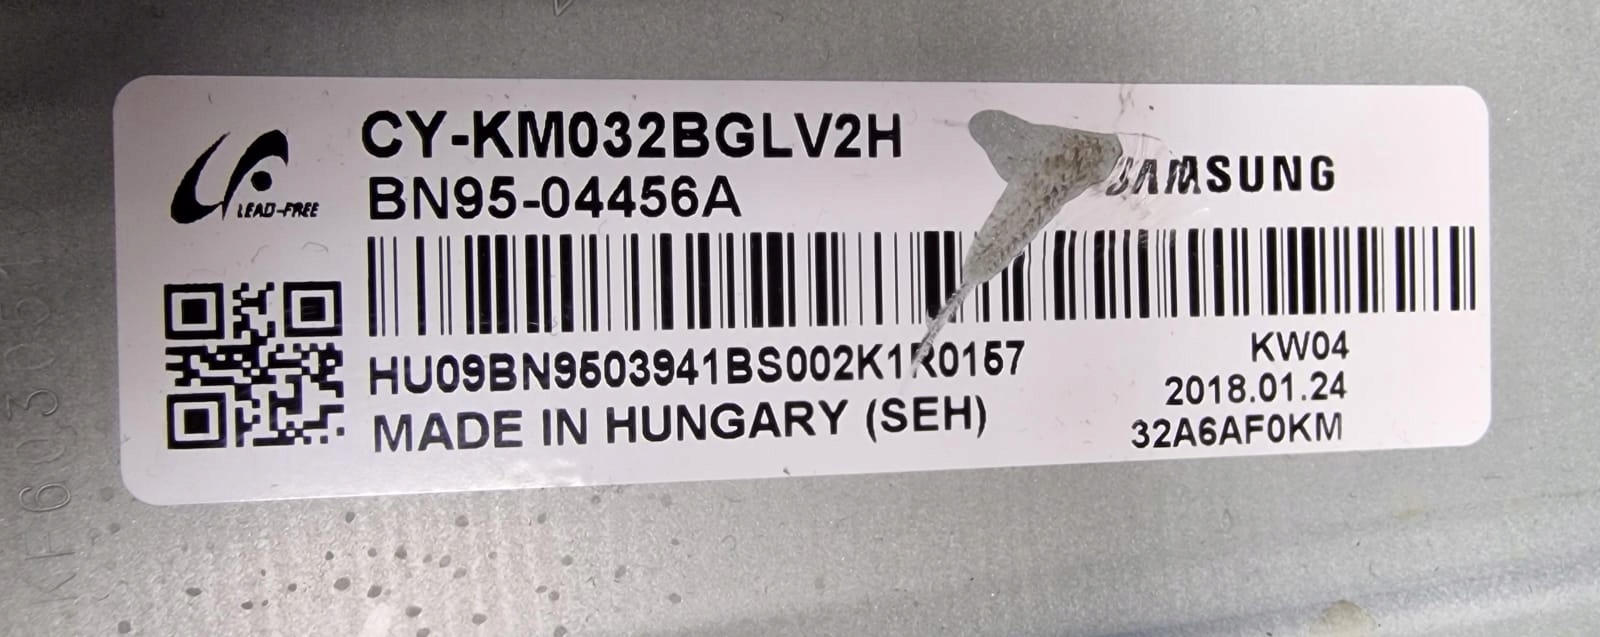 CY-KM032BGLV2H
BN95-04456A
LEAD-FREE
SAMSUNG
HU09BN9503941BS002K1R0157
MADE IN HUNGARY (SEH)
KW04
2018.01.24
32A6AF0KM